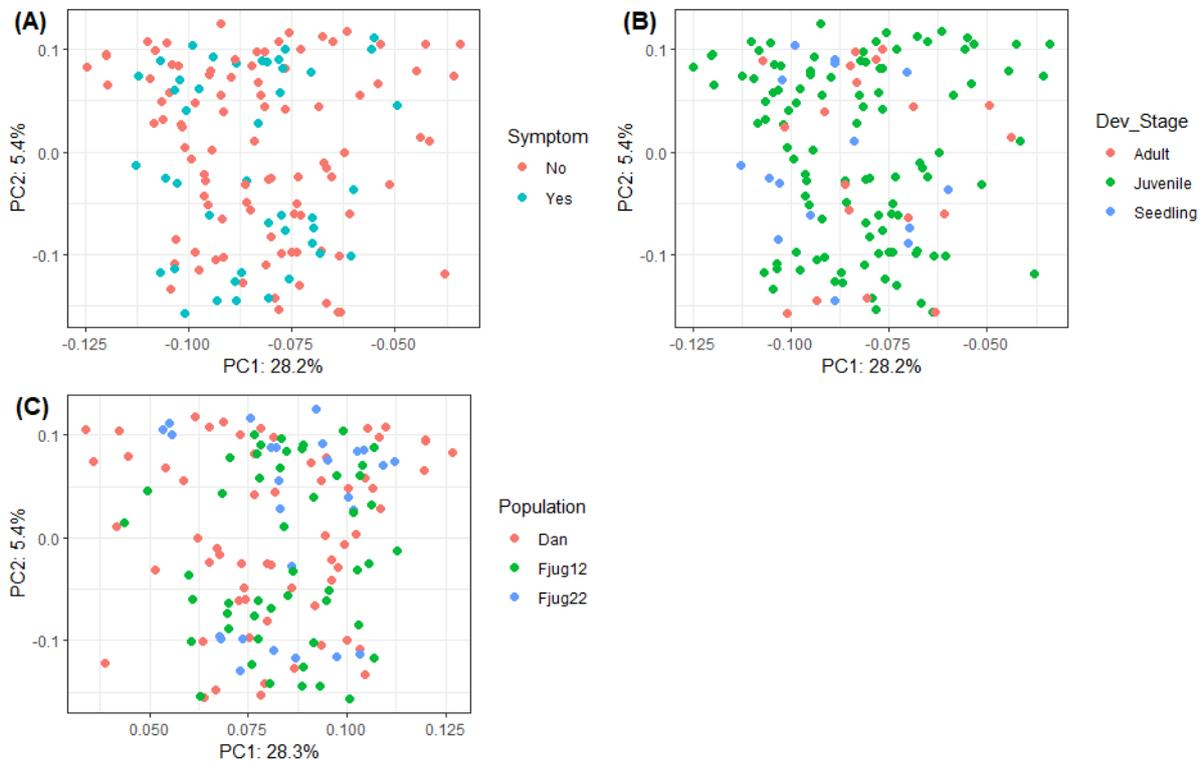 (A)
PC2: 5.4%
0.1
0.0
-0.1
-0.125
-0.100
-0.075
-0.050
PC1: 28.2%
Symptom
No
Yes
(B)
PC2: 5.4%
0.1
0.0
-0.1
-0.125
-0.100
-0.075
-0.050
PC1: 28.2%
Dev_Stage
Adult
Juvenile
Seedling
(C)
PC2: 5.4%
0.1
0.0
-0.1
0.050
0.075
0.100
0.125
PC1: 28.3%
Population
Dan
Fjug12
Fjug22